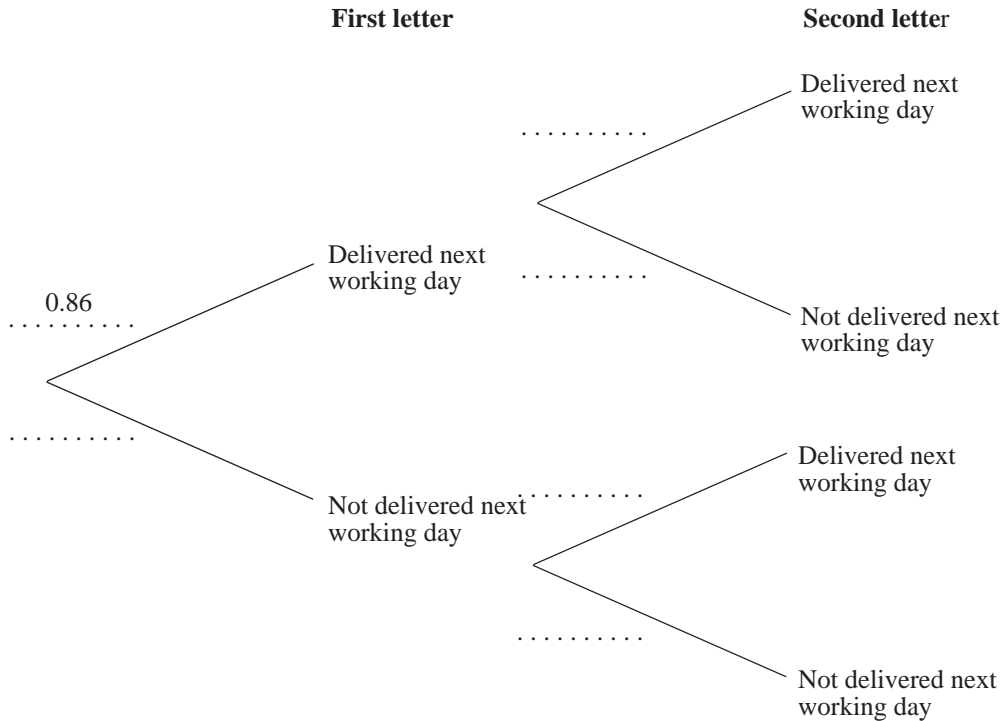 First letter
Second letter
Delivered next
working day
. . . . . . . . . .
Delivered next
working day
. . . . . . . . . .
0.86
. . . . . . . . . .
Not delivered next
working day
. . . . . . . . . .
Delivered next
working day
Not delivered next
working day
. . . . . . . . . .
. . . . . . . . . .
Not delivered next
working day